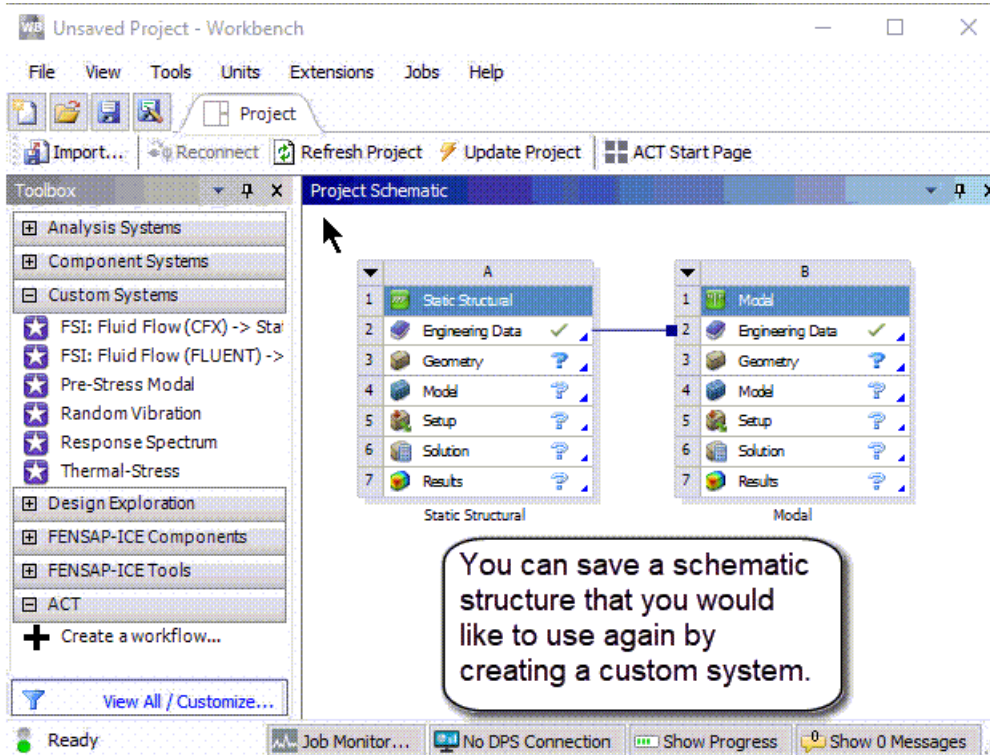 WB Unsaved Project - Workbench
File View Tools Units Extensions Jobs Help
Project
Import... Reconnect Refresh Project Update Project ACT Start Page
Toolbox
Project Schematic
Analysis Systems
Component Systems
Custom Systems
FSI: Fluid Flow (CFX) -> Stat
FSI: Fluid Flow (FLUENT) ->
Pre-Stress Modal
Random Vibration
Response Spectrum
Thermal-Stress
Design Exploration
FENSAP-ICE Components
FENSAP-ICE Tools
ACT
Create a workflow...
View All / Customize...
A
1 Static Structural
2 Engineering Data
3 Geometry
4 Model
5 Setup
6 Solution
7 Results
Static Structural
B
1 Modal
2 Engineering Data
3 Geometry
4 Model
5 Setup
6 Solution
7 Results
Modal
You can save a schematic
structure that you would
like to use again by
creating a custom system.
Ready Job Monitor... No DPS Connection Show Progress 0 Show 0 Messages